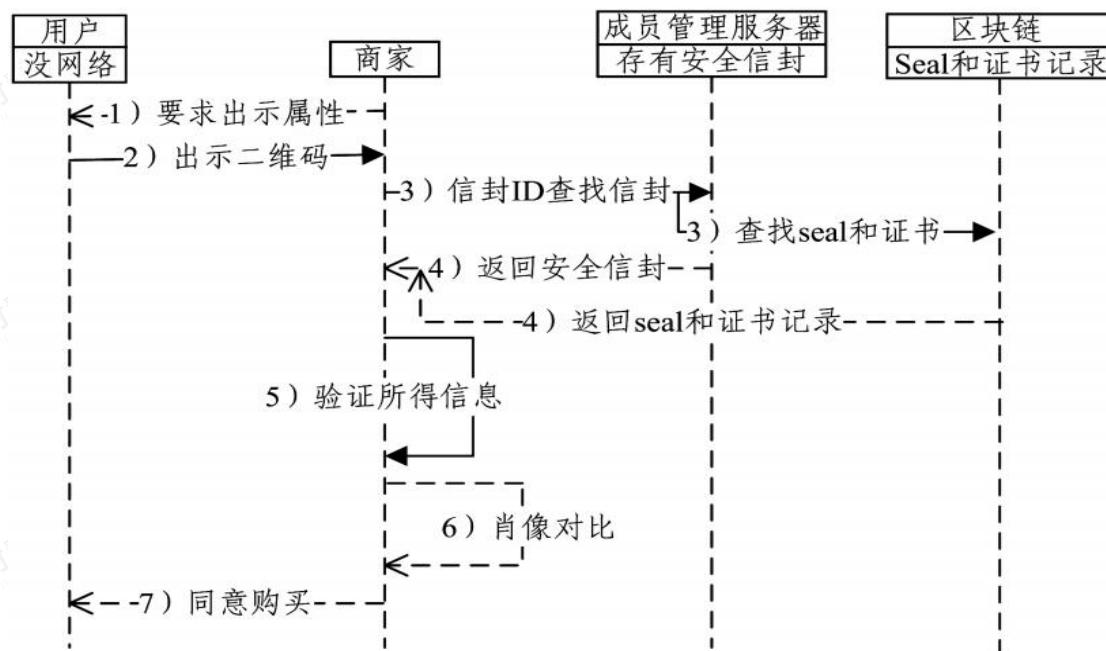 用户
没网络
商家
成员管理服务器
存有安全信封
区块链
Seal和证书记录
1）要求出示属性
2）出示二维码
3）信封ID查找信封
3）查找seal和证书
4）返回安全信封
4）返回seal和证书记录
5）验证所得信息
6）肖像对比
7）同意购买